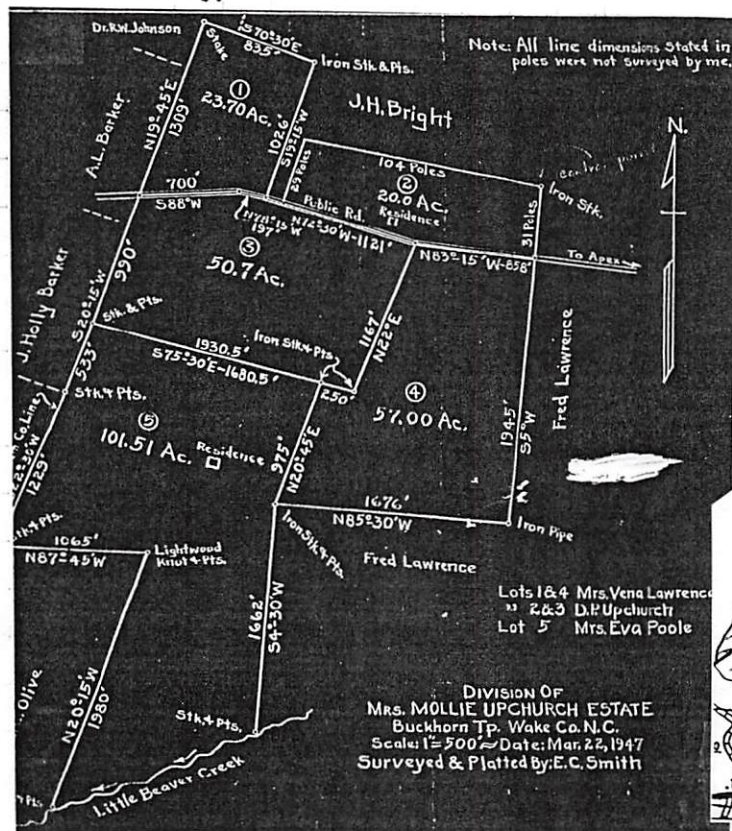 Dr. R.W. Johnson
Stake
S70°30'E
835'
Iron Stk & Pts.
Note: All line dimensions stated in
poles were not surveyed by me.
A.L. Barker
N19°45'E
1309'
①
23.70 Ac.
1026'
S19°15'W
J.H. Bright
N.
29 Poles
104 Poles
②
20.0 Ac.
Residence
Iron Stk.
31 Poles
700'
S88°W
Public Rd.
197'
N72°30'W-1121'
N83°15'W-858'
To Apex
③
50.7 Ac.
990'
S20°15'W
J. Holly Barker
Stk. & Pts.
1930.5'
S75°30'E-1680.5'
Iron Stk & Pts
250'
1167'
N22°E
④
57.00 Ac.
1945'
S5°W
Fred Lawrence
533'
Stk. & Pts.
Co. Line
1229'
⑤
101.51 Ac.
Residence
975'
N20°45'E
1676'
N85°30'W
Iron Stk & Pts.
Iron Pipe
Fred Lawrence
Stk. & Pts.
1065'
N87°45'W
Lightwood
Knot & Pts.
1662'
S4°30'W
Lots 1&4 Mrs. Vena Lawrence
" 2&3 D.P. Upchurch
Lot 5 Mrs. Eva Poole
Olive
N20°15'W
1980'
Stk. & Pts.
Little Beaver Creek
Pts
DIVISION OF
MRS. MOLLIE UPCHURCH ESTATE
Buckhorn Tp. Wake Co. N.C.
Scale: 1"=500' Date: Mar. 22, 1947
Surveyed & Platted By: E.C. Smith